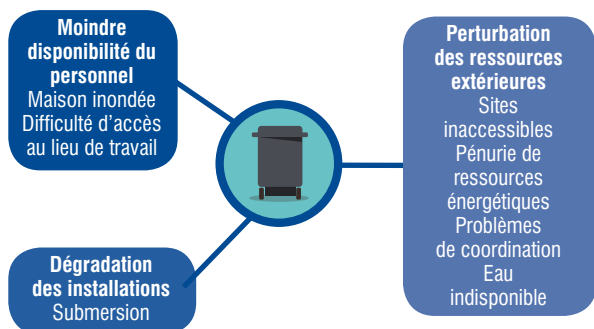 Moindre
disponibilité du
personnel
Maison inondée
Difficulté d'accès
au lieu de travail
Dégradation
des installations
Submersion
Perturbation
des ressources
extérieures
Sites
inaccessibles
Pénurie de
ressources
énergétiques
Problèmes
de coordination
Eau
indisponible